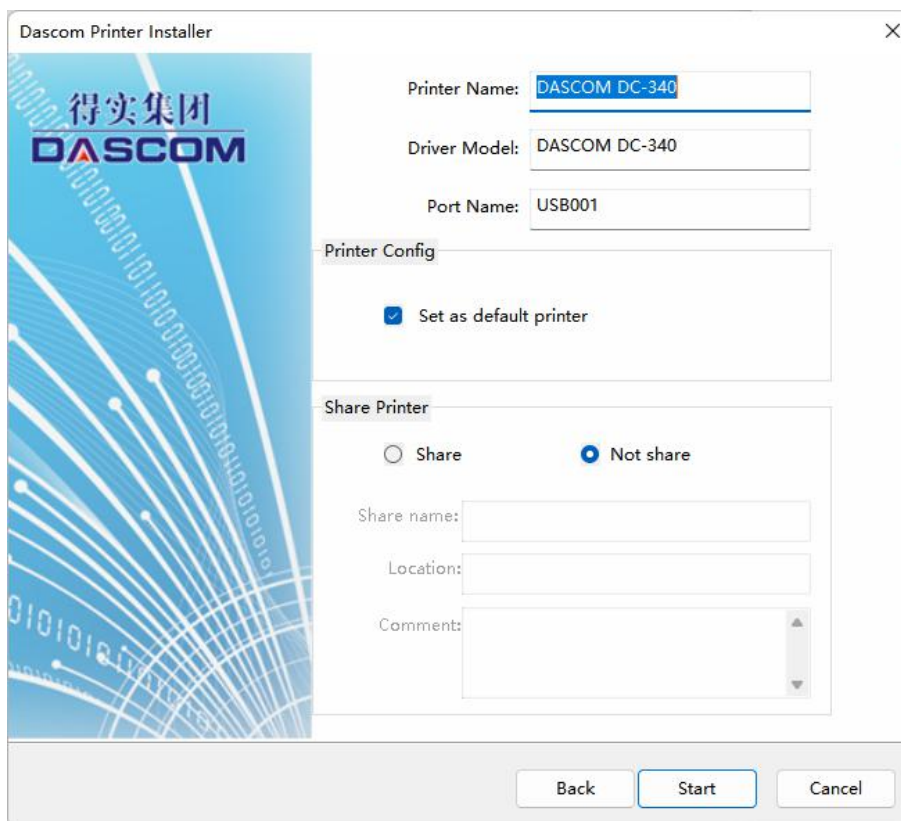 Dascom Printer Installer
得实集团
DASCOM
Printer Name: DASCOM DC-340
Driver Model: DASCOM DC-340
Port Name: USB001
Printer Config
Set as default printer
Share Printer
Share Not share
Share name:
Location:
Comment:
Back Start Cancel